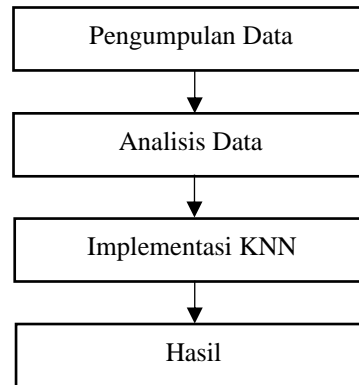 Pengumpulan Data
Analisis Data
Implementasi KNN
Hasil